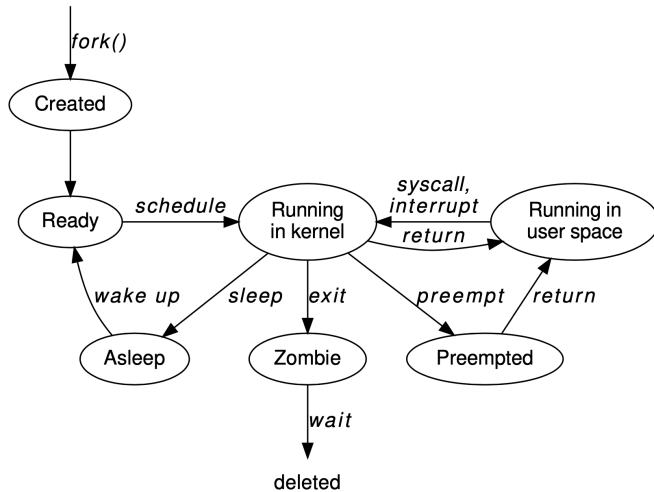 fork()
Created
Ready
schedule
Running
in kernel
syscall,
interrupt
return
Running in
user space
wake up
sleep
exit
preempt
return
Asleep
Zombie
Preempted
wait
deleted